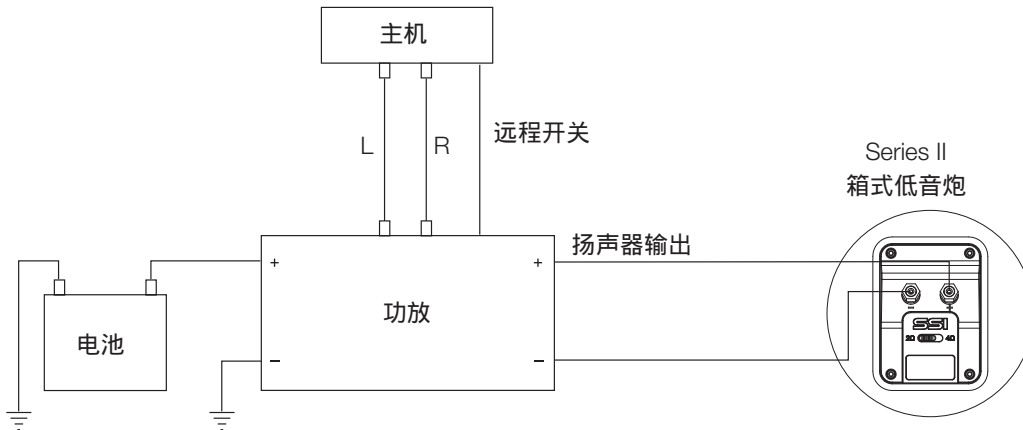 主机
L
R
远程开关
Series II
箱式低音炮
扬声器输出
+
+
功放
电池
−
−
− +
SSI
2Ω 4Ω